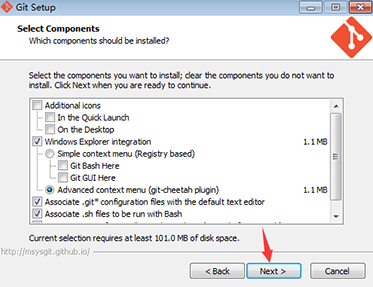 Git Setup
Select Components
Which components should be installed?
Select the components you want to install; clear the components you do not want to
install. Click Next when you are ready to continue.
Additional icons
In the Quick Launch
On the Desktop
Windows Explorer integration 1.1 MB
Simple context menu (Registry based)
Git Bash Here
Git GUI Here
Advanced context menu (git-cheetah plugin) 1.1 MB
Associate .git* configuration files with the default text editor
Associate .sh files to be run with Bash
Current selection requires at least 101.0 MB of disk space.
http://msysgit.github.io/
< Back
Next >
Cancel